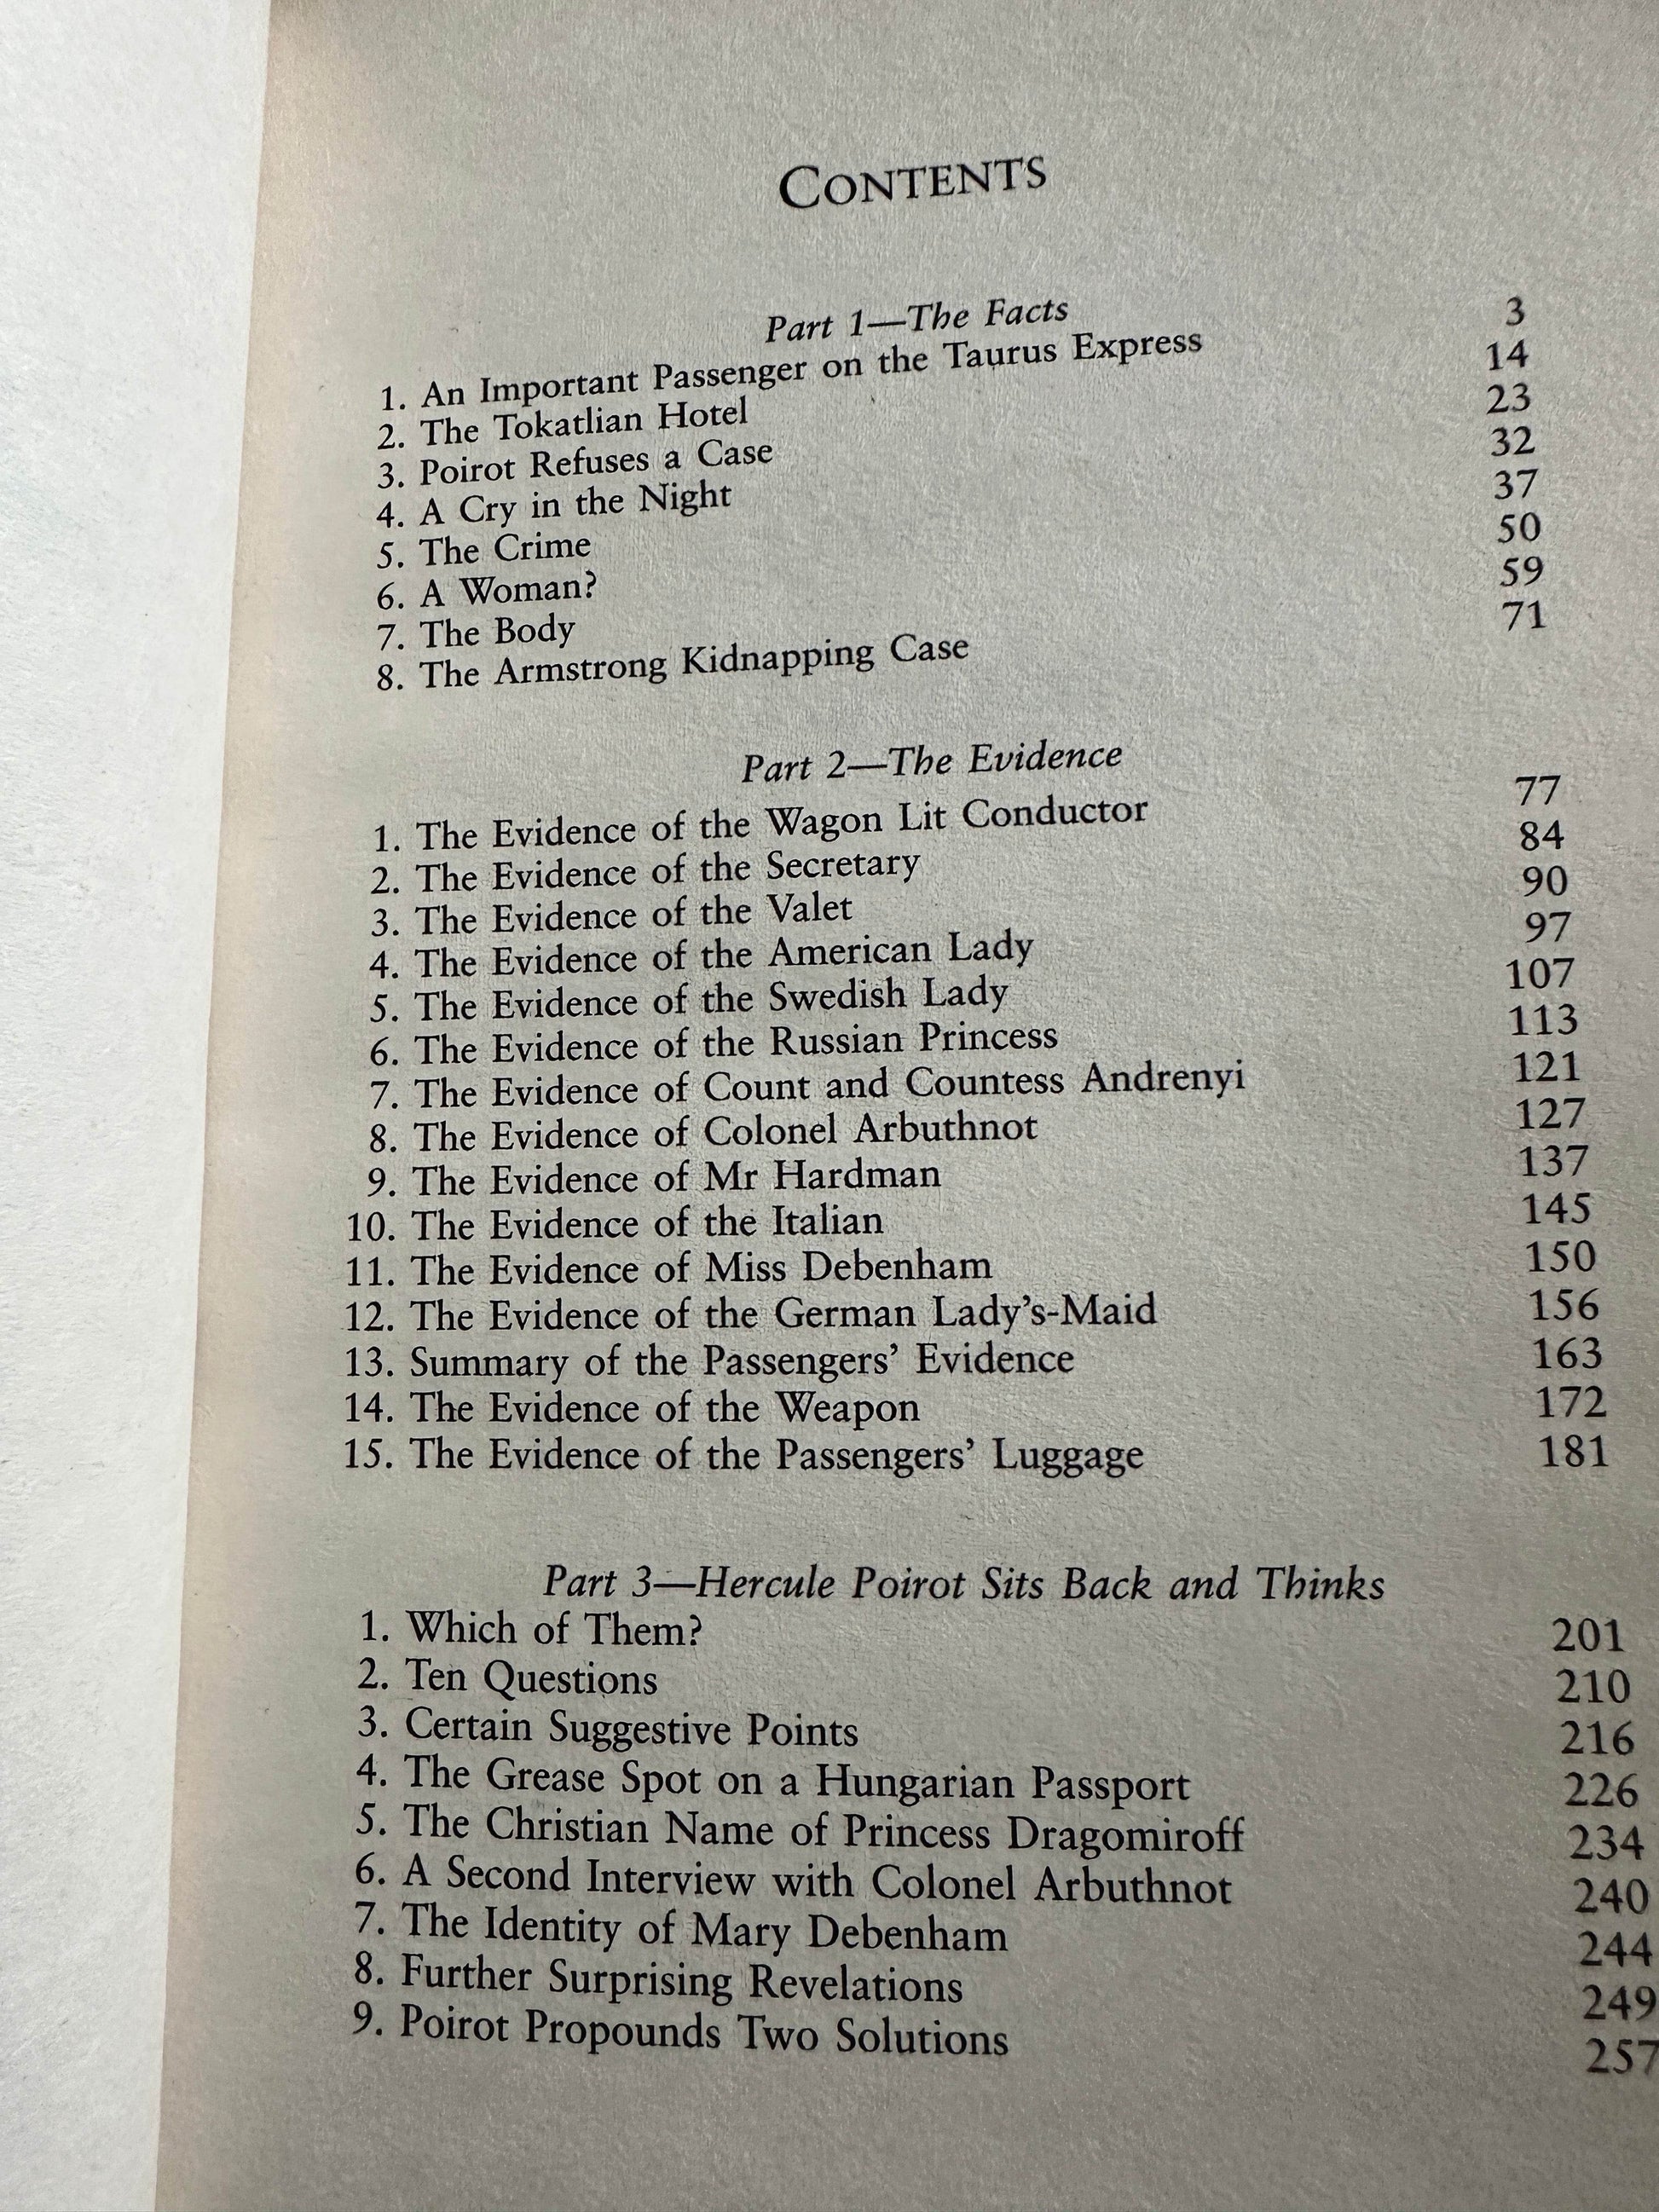 CONTENTS
Part 1—The Facts
1. An Important Passenger on the Taurus Express 3
2. The Tokatlian Hotel 14
3. Poirot Refuses a Case 23
4. A Cry in the Night 32
5. The Crime 37
6. A Woman? 50
7. The Body 59
8. The Armstrong Kidnapping Case 71
Part 2—The Evidence
1. The Evidence of the Wagon Lit Conductor 77
2. The Evidence of the Secretary 84
3. The Evidence of the Valet 90
4. The Evidence of the American Lady 97
5. The Evidence of the Swedish Lady 107
6. The Evidence of the Russian Princess 113
7. The Evidence of Count and Countess Andrenyi 121
8. The Evidence of Colonel Arbuthnot 127
9. The Evidence of Mr Hardman 137
10. The Evidence of the Italian 145
11. The Evidence of Miss Debenham 150
12. The Evidence of the German Lady’s-Maid 156
13. Summary of the Passengers’ Evidence 163
14. The Evidence of the Weapon 172
15. The Evidence of the Passengers’ Luggage 181
Part 3—Hercule Poirot Sits Back and Thinks
1. Which of Them? 201
2. Ten Questions 210
3. Certain Suggestive Points 216
4. The Grease Spot on a Hungarian Passport 226
5. The Christian Name of Princess Dragomiroff 234
6. A Second Interview with Colonel Arbuthnot 240
7. The Identity of Mary Debenham 244
8. Further Surprising Revelations 249
9. Poirot Propounds Two Solutions 257